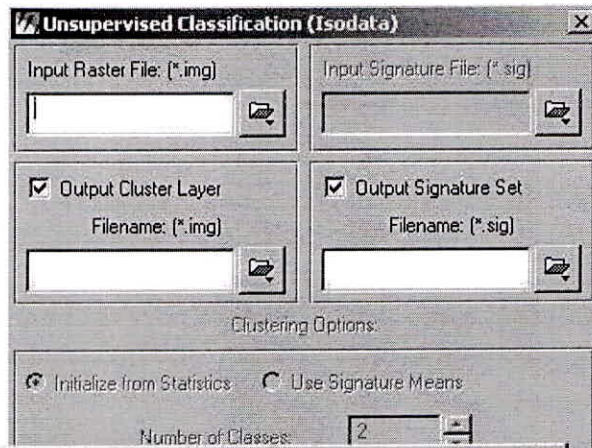 Unsupervised Classification (Isodata)
Input Raster File: (*.img)
Input Signature File: (*.sig)
Output Cluster Layer
Filename: (*.img)
Output Signature Set
Filename: (*.sig)
Clustering Options:
Initialize from Statistics
Use Signature Means
Number of Classes:
2